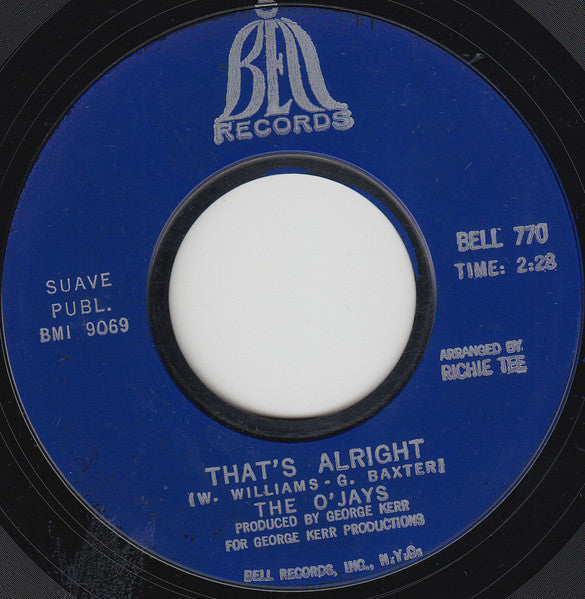 BELL
RECORDS
BELL 770
TIME: 2:28
SUAVE
PUBL.
BMI 9069
ARRANGED BY
RICHIE TEE
THAT'S ALRIGHT
(W. WILLIAMS - G. BAXTER)
THE O'JAYS
PRODUCED BY GEORGE KERR
FOR GEORGE KERR PRODUCTIONS
BELL RECORDS, INC., N.Y.C.